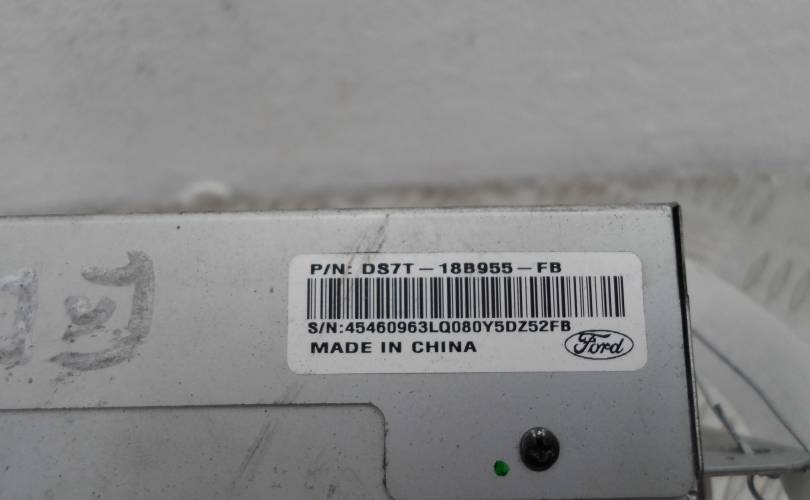 P/N: DS7T-18B955-FB
S/N:45460963LQ080Y5DZ52FB
MADE IN CHINA
Ford